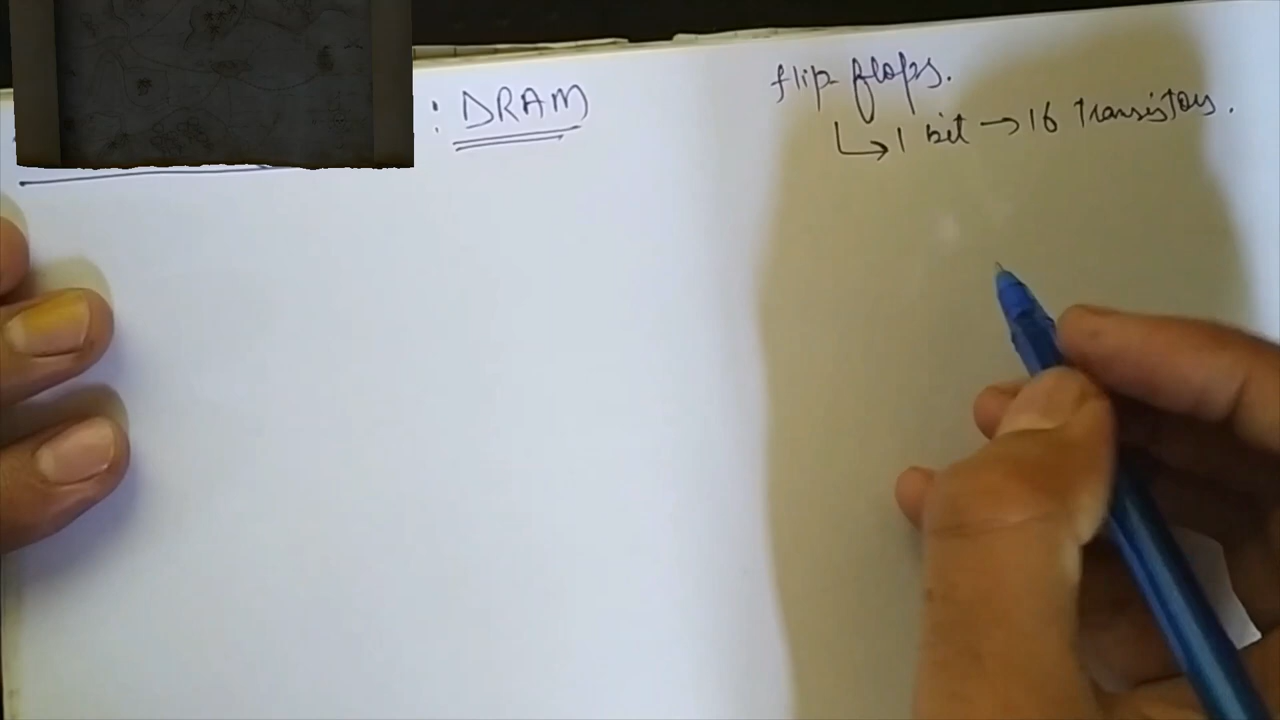 : DRAM
flip-flops.
↳ 1 bit → 16 Transistors.